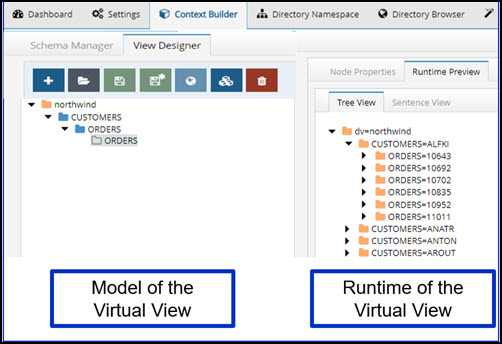 Dashboard Settings Context Builder Directory Namespace Directory Browser
Schema Manager View Designer
northwind
CUSTOMERS
ORDERS
ORDERS
Node Properties Runtime Preview
Tree View Sentence View
dv=northwind
CUSTOMERS=ALFKI
ORDERS=10643
ORDERS=10692
ORDERS=10702
ORDERS=10835
ORDERS=10952
ORDERS=11011
CUSTOMERS=ANATR
CUSTOMERS=ANTON
CUSTOMERS=AROUT
Model of the
Virtual View
Runtime of the
Virtual View